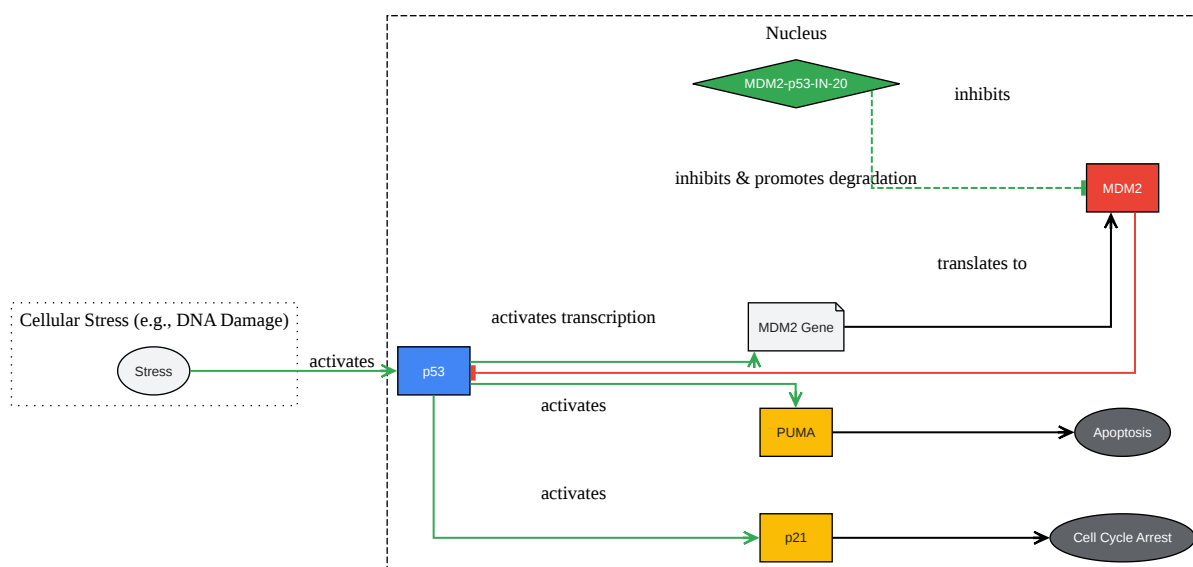 Nucleus
MDM2-p53-IN-20
inhibits
inhibits & promotes degradation
MDM2
translates to
Cellular Stress (e.g., DNA Damage)
activates transcription
MDM2 Gene
activates
Stress
p53
activates
PUMA
Apoptosis
activates
p21
Cell Cycle Arrest